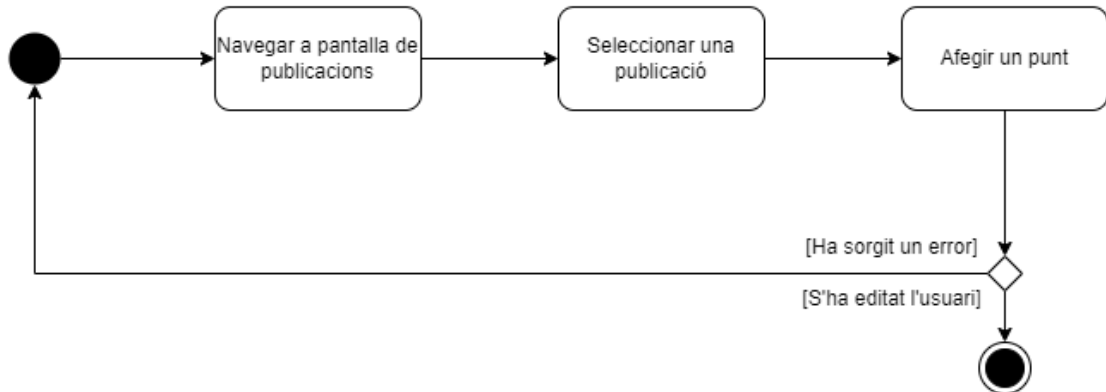 Navegar a pantalla de
publicacions
Seleccionar una
publicació
Afegir un punt
[Ha sorgit un error]
[S'ha editat l'usuari]